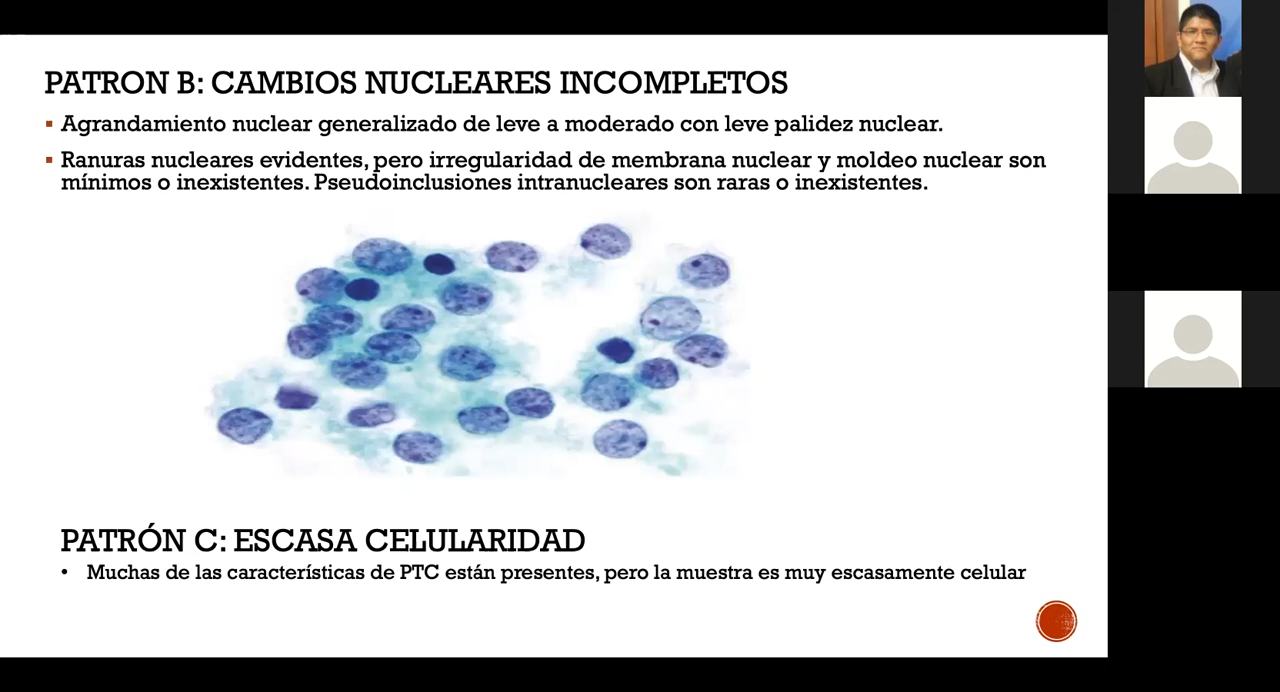 PATRON B: CAMBIOS NUCLEARES INCOMPLETOS
▪ Agrandamiento nuclear generalizado de leve a moderado con leve palidez nuclear.
▪ Ranuras nucleares evidentes, pero irregularidad de membrana nuclear y moldeo nuclear son
mínimos o inexistentes. Pseudoinclusiones intranucleares son raras o inexistentes.
PATRÓN C: ESCASA CELULARIDAD
• Muchas de las características de PTC están presentes, pero la muestra es muy escasamente celular